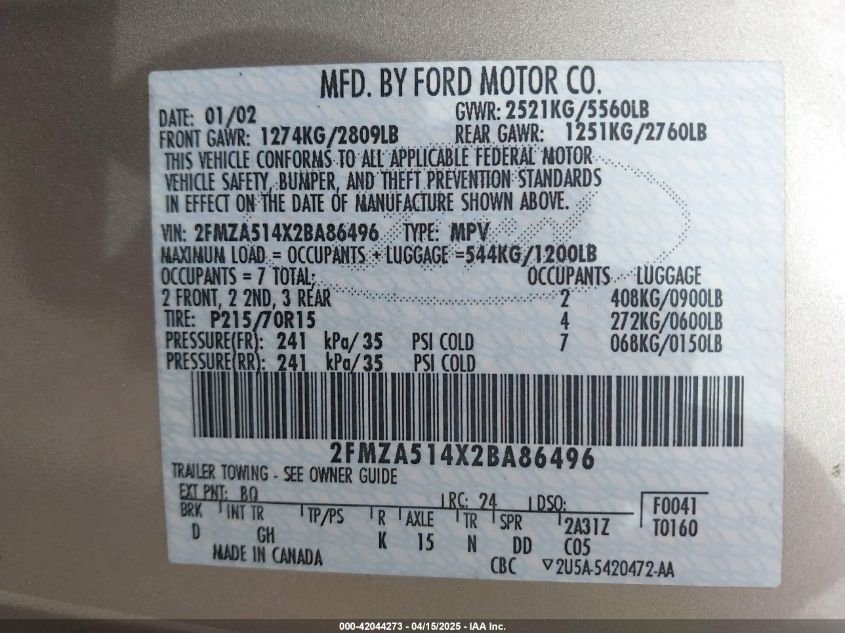 MFD. BY FORD MOTOR CO.
DATE: 01/02 GVWR: 2521KG/5560LB
FRONT GAWR: 1274KG/2809LB REAR GAWR: 1251KG/2760LB
THIS VEHICLE CONFORMS TO ALL APPLICABLE FEDERAL MOTOR
VEHICLE SAFETY, BUMPER, AND THEFT PREVENTION STANDARDS
IN EFFECT ON THE DATE OF MANUFACTURE SHOWN ABOVE.
VIN: 2FMZA514X2BA86496 TYPE: MPV
MAXIMUM LOAD = OCCUPANTS + LUGGAGE =544KG/1200LB
OCCUPANTS = 7 TOTAL: OCCUPANTS LUGGAGE
2 FRONT, 2 2ND, 3 REAR 2 408KG/0900LB
TIRE: P215/70R15 4 272KG/0600LB
PRESSURE(FR): 241 kPa/35 PSI COLD 7 068KG/0150LB
PRESSURE(RR): 241 kPa/35 PSI COLD
2FMZA514X2BA86496
TRAILER TOWING - SEE OWNER GUIDE
EXT PNT: BQ RC: 24 DSO: F0041
BRK INT TR TP/PS R AXLE TR SPR 2A31Z T0160
D GH K 15 N DD C05
MADE IN CANADA CBC ▽2U5A-5420472-AA
000-42044273 - 04/15/2025 - IAA Inc.